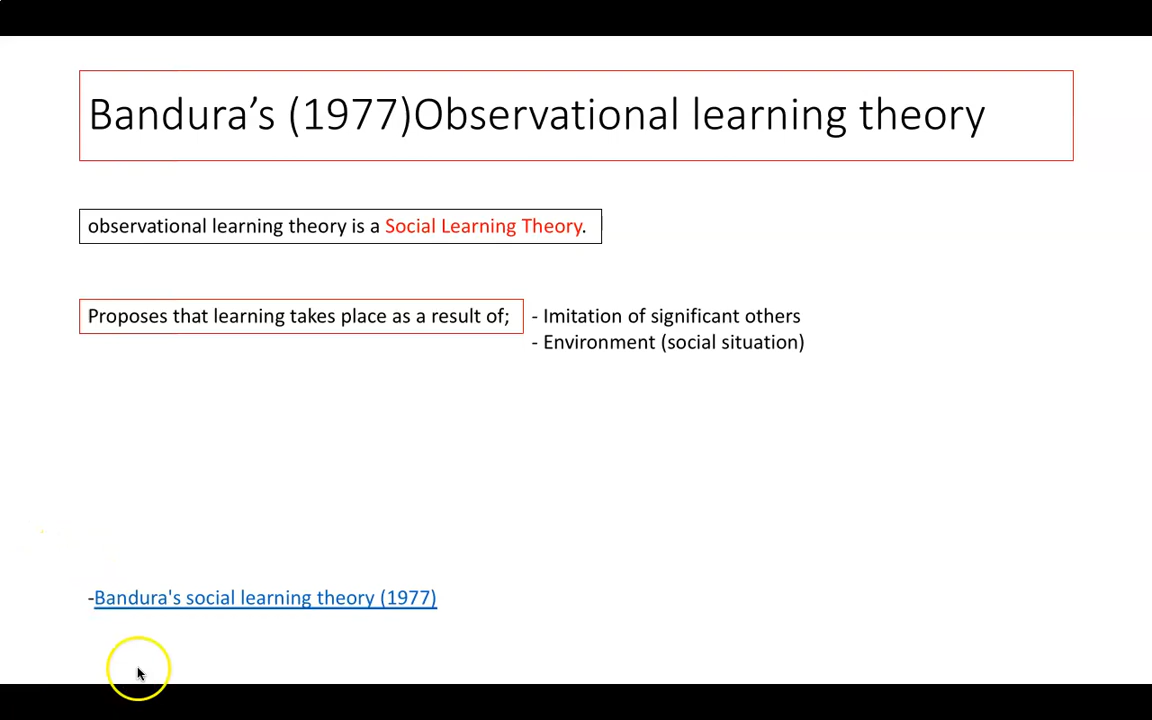 Bandura’s (1977)Observational learning theory
observational learning theory is a Social Learning Theory.
Proposes that learning takes place as a result of;
- Imitation of significant others
- Environment (social situation)
-Bandura's social learning theory (1977)